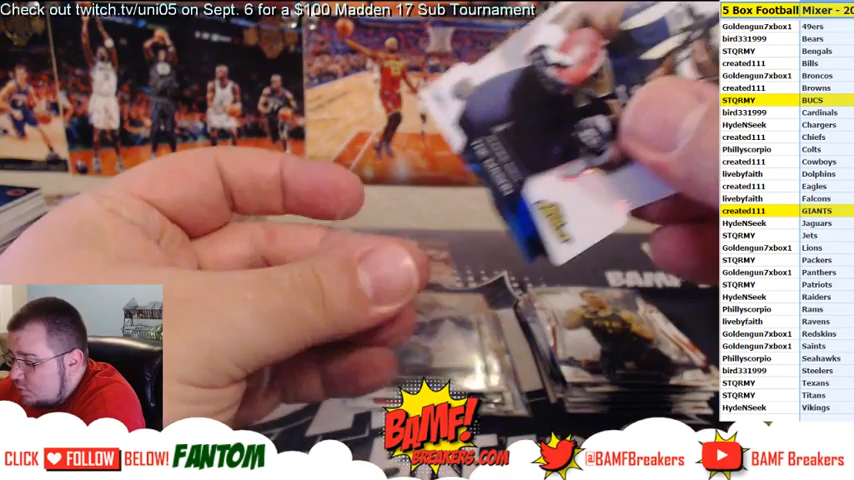 Check out twitch.tv/uni05 on Sept. 6 for a $100 Madden 17 Sub Tournament
5 Box Football Mixer - 20
Goldengun7xbox1 49ers
bird331999 Bears
STQRMY Bengals
created111 Bills
Goldengun7xbox1 Broncos
created111 Browns
STQRMY BUCS
bird331999 Cardinals
HydeNSeek Chargers
created111 Chiefs
Phillyscorpio Colts
created111 Cowboys
livebyfaith Dolphins
created111 Eagles
livebyfaith Falcons
created111 GIANTS
HydeNSeek Jaguars
STQRMY Jets
Goldengun7xbox1 Lions
STQRMY Packers
Goldengun7xbox1 Panthers
STQRMY Patriots
HydeNSeek Raiders
Phillyscorpio Rams
livebyfaith Ravens
Goldengun7xbox1 Redskins
Goldengun7xbox1 Saints
Phillyscorpio Seahawks
bird331999 Steelers
STQRMY Texans
STQRMY Titans
HydeNSeek Vikings
BAMF
CLICK FOLLOW BELOW! FANTOM
BAMF!
BREAKERS.COM
@BAMFBreakers
BAMF Breakers